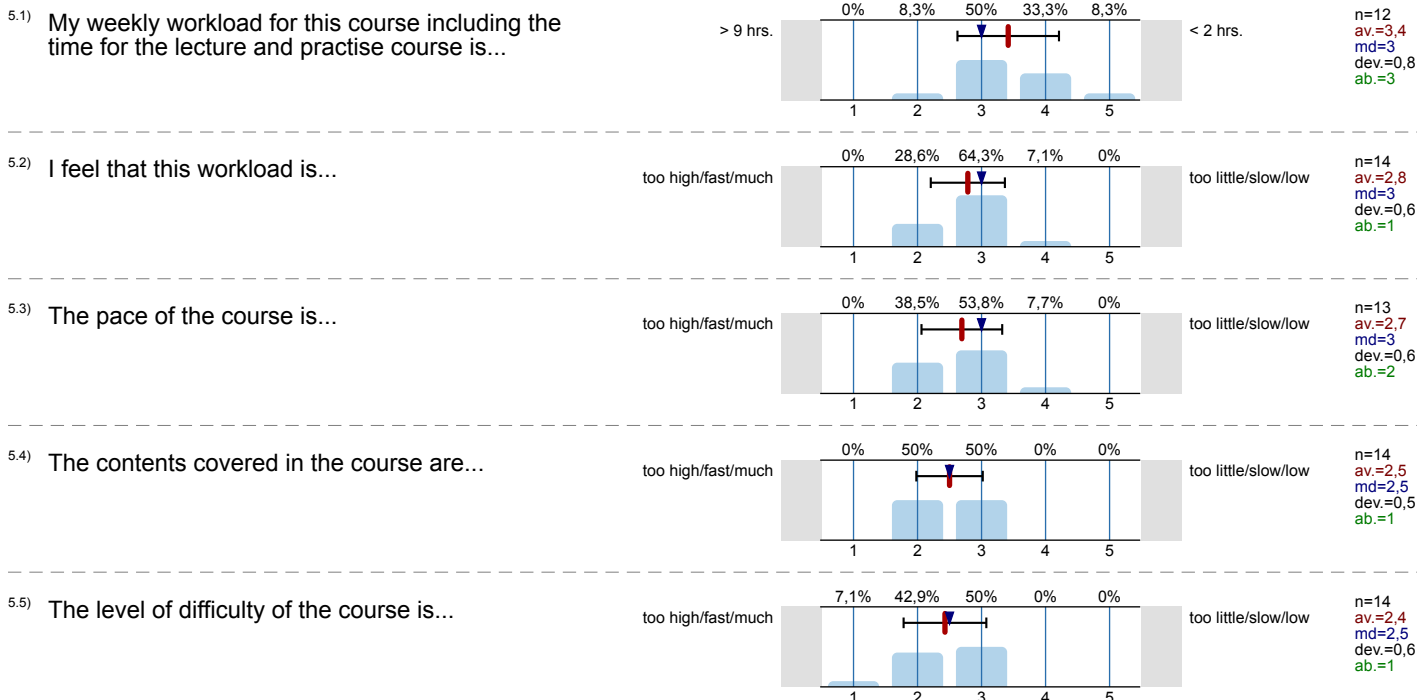 5.1) My weekly workload for this course including the
time for the lecture and practise course is...
> 9 hrs.
0% 8,3% 50% 33,3% 8,3%
1 2 3 4 5
< 2 hrs.
n=12
av.=3,4
md=3
dev.=0,8
ab.=3
5.2) I feel that this workload is...
too high/fast/much
0% 28,6% 64,3% 7,1% 0%
1 2 3 4 5
too little/slow/low
n=14
av.=2,8
md=3
dev.=0,6
ab.=1
5.3) The pace of the course is...
too high/fast/much
0% 38,5% 53,8% 7,7% 0%
1 2 3 4 5
too little/slow/low
n=13
av.=2,7
md=3
dev.=0,6
ab.=2
5.4) The contents covered in the course are...
too high/fast/much
0% 50% 50% 0% 0%
1 2 3 4 5
too little/slow/low
n=14
av.=2,5
md=2,5
dev.=0,5
ab.=1
5.5) The level of difficulty of the course is...
too high/fast/much
7,1% 42,9% 50% 0% 0%
1 2 3 4 5
too little/slow/low
n=14
av.=2,4
md=2,5
dev.=0,6
ab.=1